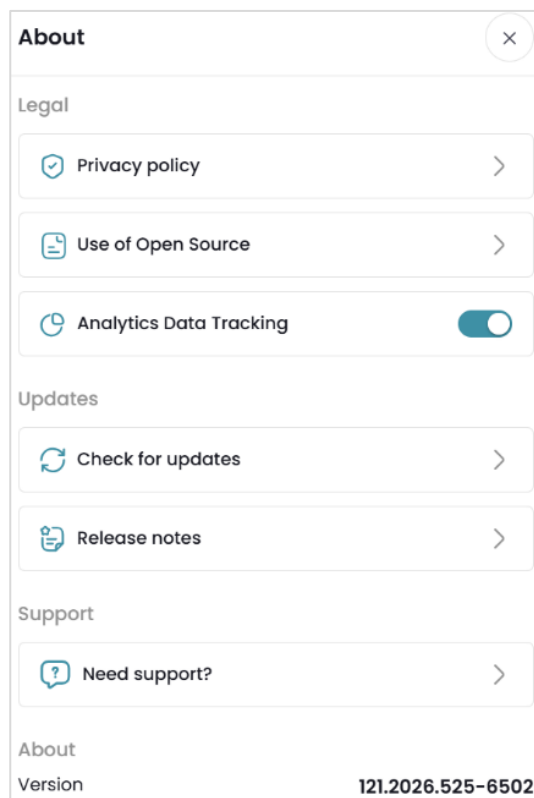 About
Legal
Privacy policy
Use of Open Source
Analytics Data Tracking
Updates
Check for updates
Release notes
Support
Need support?
About
Version 121.2026.525-6502